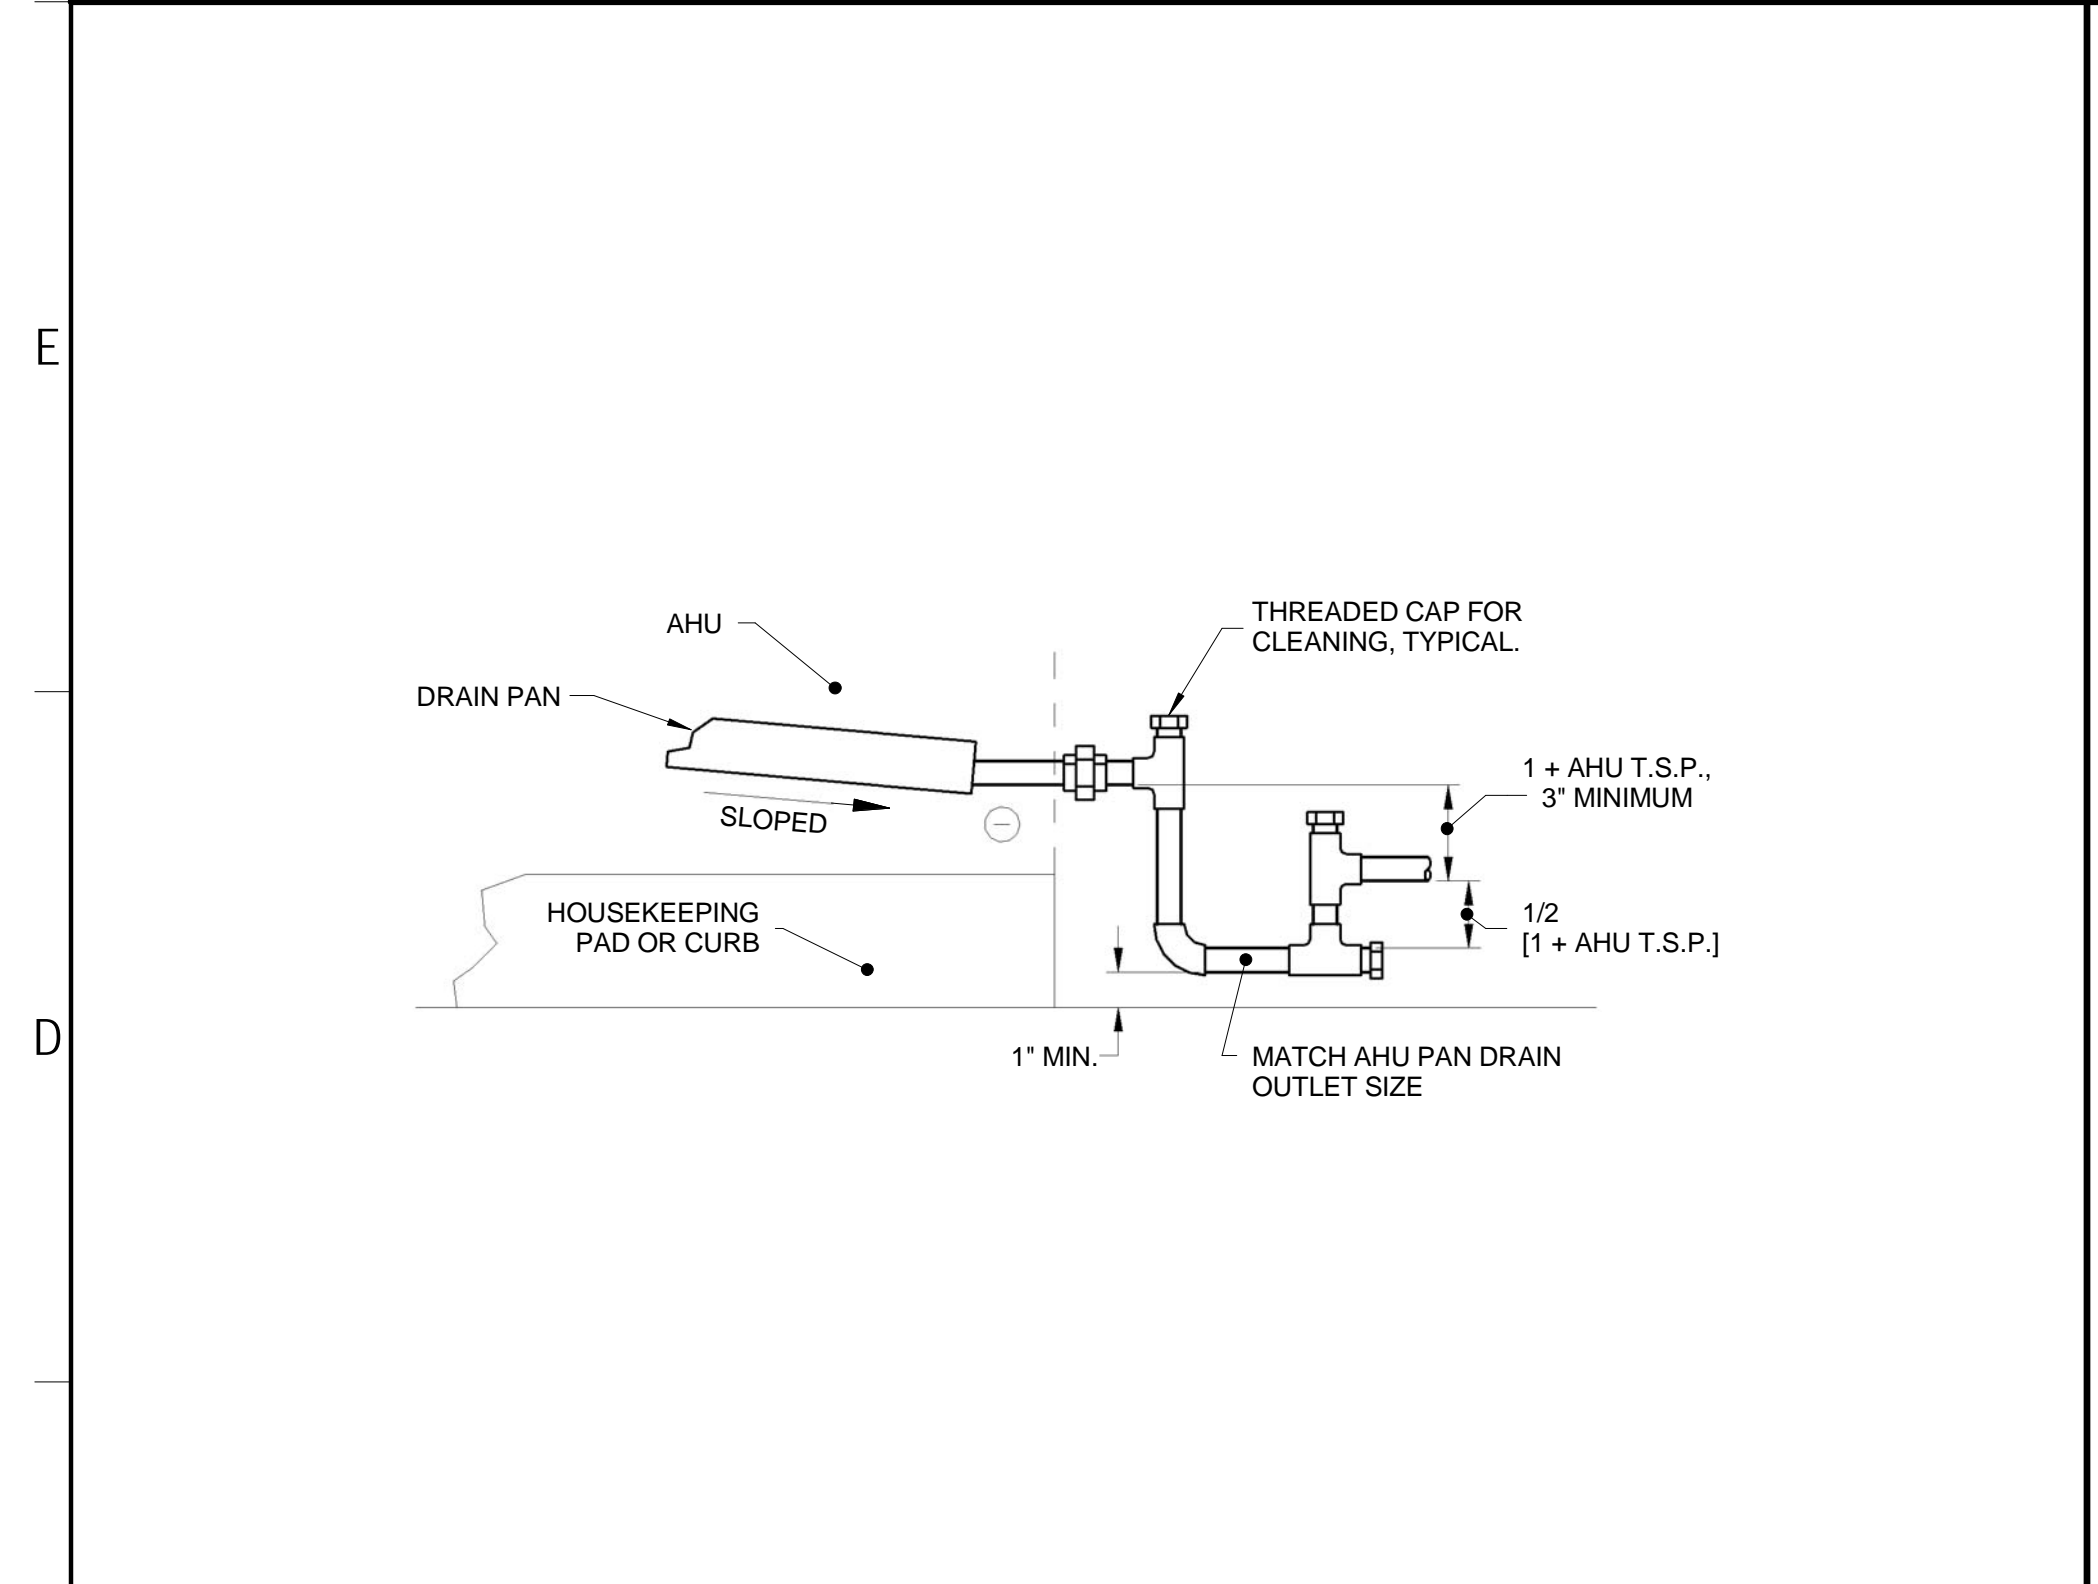 E
THREADED CAP FOR
CLEANING, TYPICAL.
AHU
DRAIN PAN
1 + AHU T.S.P.,
3" MINIMUM
SLOPED
HOUSEKEEPING
PAD OR CURB
1/2
[1 + AHU T.S.P.]
D
1" MIN.
MATCH AHU PAN DRAIN
OUTLET SIZE